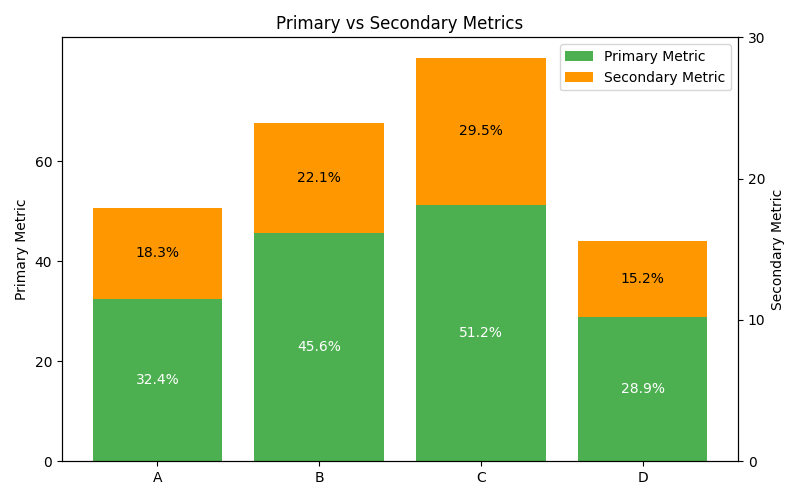 Primary vs Secondary Metrics
Primary Metric
Secondary Metric
30
20
10
0
60
40
20
0
Primary Metric
Secondary Metric
29.5%
22.1%
18.3%
15.2%
51.2%
45.6%
32.4%
28.9%
A B C D